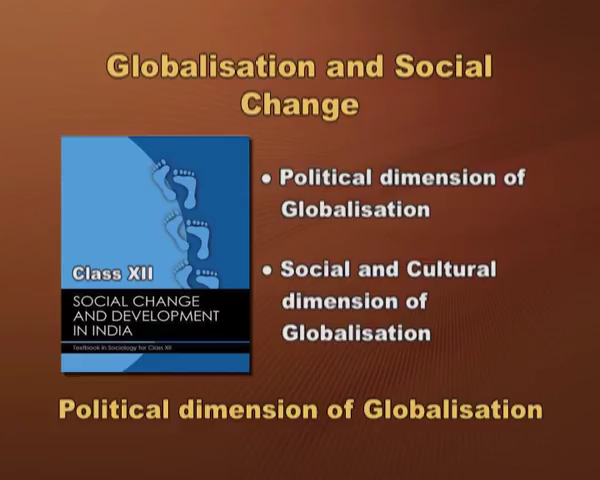 Globalisation and Social
Change
Class XII
SOCIAL CHANGE
AND DEVELOPMENT
IN INDIA
Textbook in Sociology for Class XII
• Political dimension of
Globalisation
• Social and Cultural
dimension of
Globalisation
Political dimension of Globalisation